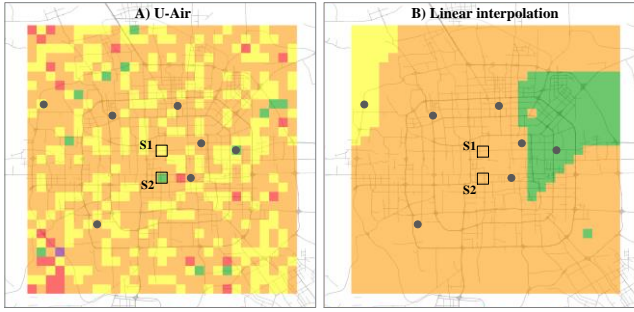 A) U-Air
B) Linear interpolation
S1
S2
S1
S2